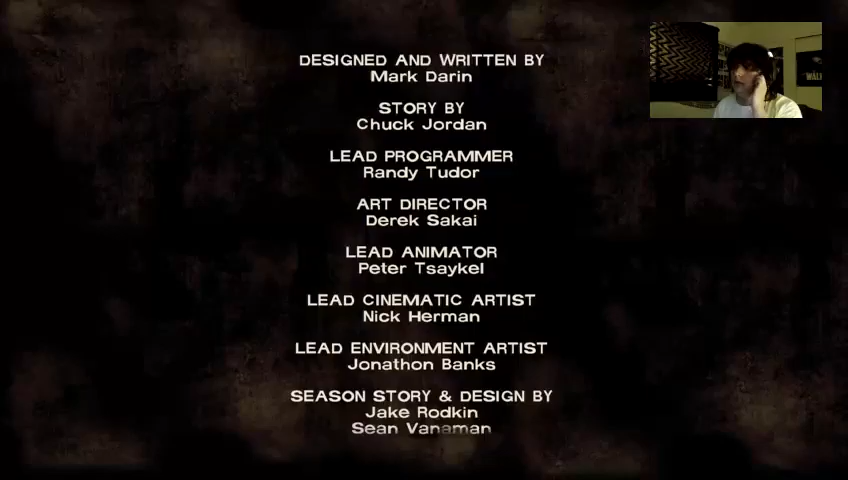 DESIGNED AND WRITTEN BY
Mark Darin
STORY BY
Chuck Jordan
LEAD PROGRAMMER
Randy Tudor
ART DIRECTOR
Derek Sakai
LEAD ANIMATOR
Peter Tsaykel
LEAD CINEMATIC ARTIST
Nick Herman
LEAD ENVIRONMENT ARTIST
Jonathon Banks
SEASON STORY & DESIGN BY
Jake Rodkin
Sean Vanaman